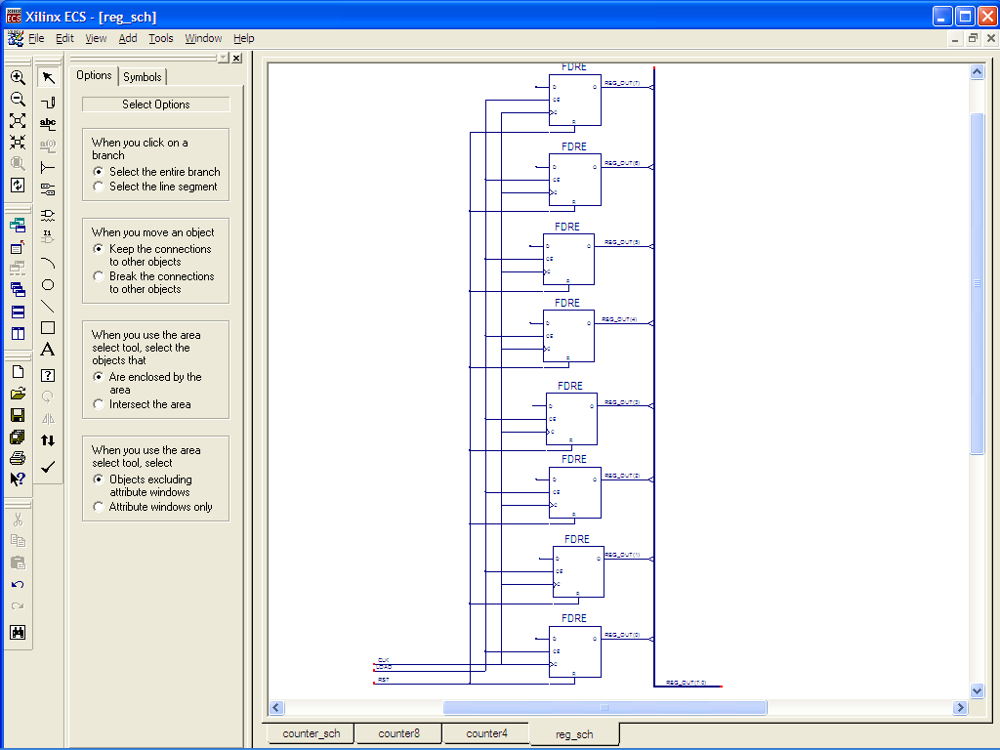 Xilinx ECS - [reg_sch]
File Edit View Add Tools Window Help
Options Symbols
Select Options
When you click on a
branch
Select the entire branch
Select the line segment
When you move an object
Keep the connections
to other objects
Break the connections
to other objects
When you use the area
select tool, select the
objects that
Are enclosed by the
area
Intersect the area
When you use the area
select tool, select
Objects excluding
attribute windows
Attribute windows only
abc
a(0)
I1
A
?
FDRE
D Q REG_OUT(7)
CE
C
R
FDRE
D Q REG_OUT(6)
CE
C
R
FDRE
D Q REG_OUT(5)
CE
C
R
FDRE
D Q REG_OUT(4)
CE
C
R
FDRE
D Q REG_OUT(3)
CE
C
R
FDRE
D Q REG_OUT(2)
CE
C
R
FDRE
D Q REG_OUT(1)
CE
C
R
FDRE
D Q REG_OUT(0)
CE
C
R
CLK
LOAD
RST
REG_OUT(7:0)
counter_sch counter8 counter4 reg_sch